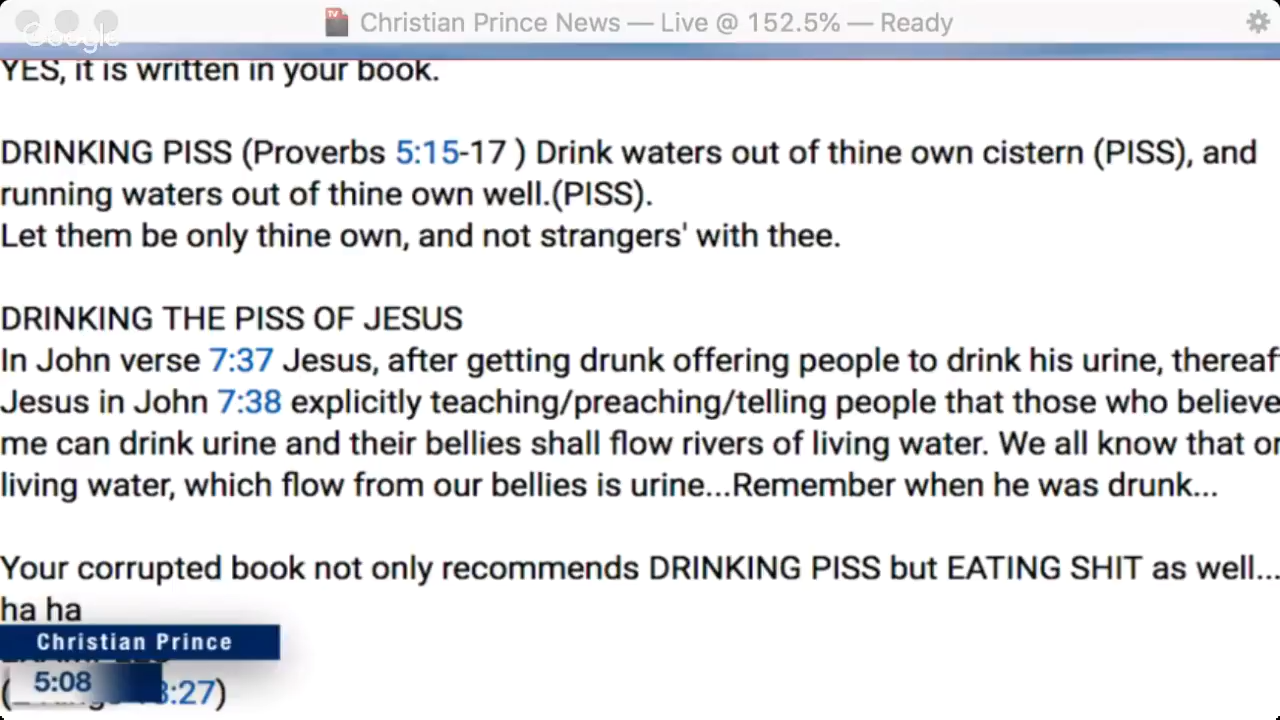 Google
Christian Prince News — Live @ 152.5% — Ready
YES, it is written in your book.
DRINKING PISS (Proverbs 5:15-17 ) Drink waters out of thine own cistern (PISS), and
running waters out of thine own well.(PISS).
Let them be only thine own, and not strangers' with thee.
DRINKING THE PISS OF JESUS
In John verse 7:37 Jesus, after getting drunk offering people to drink his urine, thereaf
Jesus in John 7:38 explicitly teaching/preaching/telling people that those who believe
me can drink urine and their bellies shall flow rivers of living water. We all know that
living water, which flow from our bellies is urine...Remember when he was drunk...
Your corrupted book not only recommends DRINKING PISS but EATING SHIT as well...
ha ha
Christian Prince
5:08
:27)